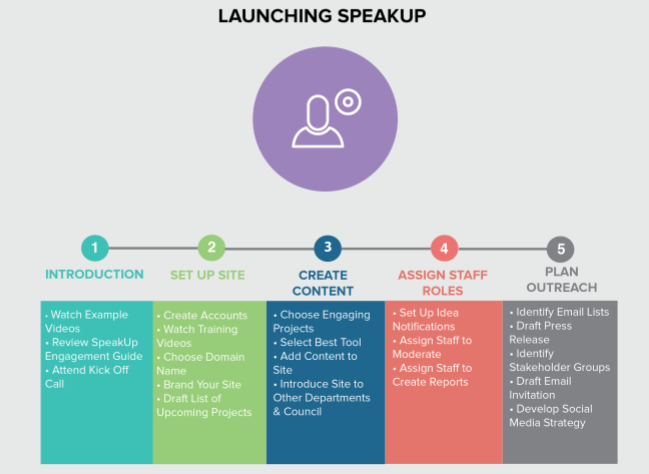 LAUNCHING SPEAKUP
1
INTRODUCTION
• Watch Example
Videos
• Review SpeakUp
Engagement Guide
• Attend Kick Off
Call
2
SET UP SITE
• Create Accounts
• Watch Training
Videos
• Choose Domain
Name
• Brand Your Site
• Draft List of
Upcoming Projects
3
CREATE
CONTENT
• Choose Engaging
Projects
• Select Best Tool
• Add Content to
Site
• Introduce Site to
Other Departments
& Council
4
ASSIGN STAFF
ROLES
• Set Up Idea
Notifications
• Assign Staff to
Moderate
• Assign Staff to
Create Reports
5
PLAN
OUTREACH
• Identify Email Lists
• Draft Press
Release
• Identify
Stakeholder Groups
• Draft Email
Invitation
• Develop Social
Media Strategy